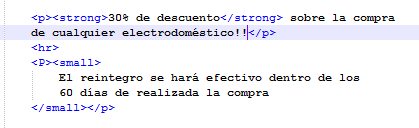 <p><strong>30% de descuento</strong> sobre la compra
de cualquier electrodoméstico!!</p>
<hr>
<P><small>
El reintegro se hará efectivo dentro de los
60 días de realizada la compra
</small></p>